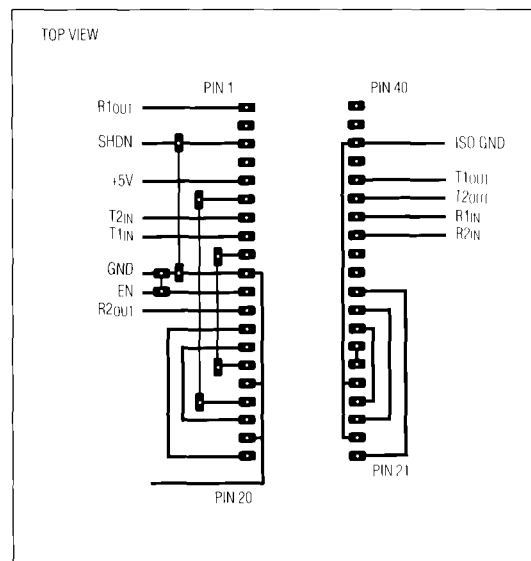 TOP VIEW
PIN 1
PIN 40
R1OUT
SHDN
+5V
T2IN
T1IN
GND
EN
R2OUT
ISO GND
T1OUT
T2OUT
R1IN
R2IN
PIN 20
PIN 21